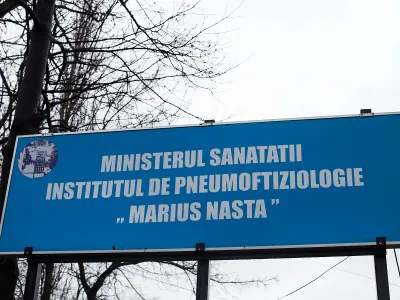 MINISTERUL SANATATII
INSTITUTUL DE PNEUMOFTIZIOLOGIE
„ MARIUS NASTA ”